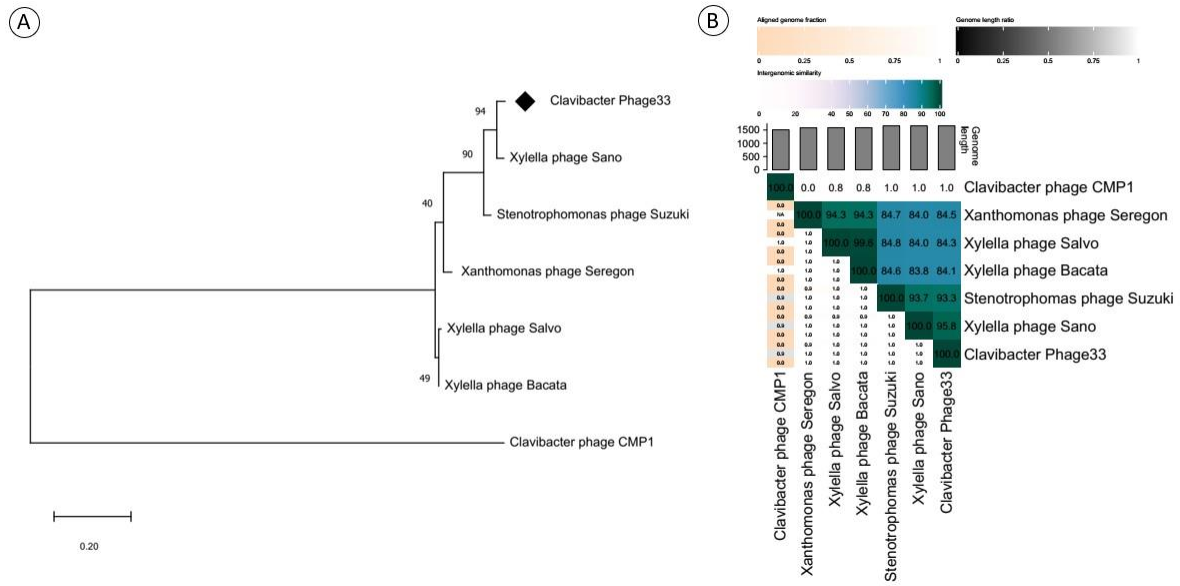 A
94
Clavibacter Phage33
90
Xylella phage Sano
40
Stenotrophomonas phage Suzuki
Xanthomonas phage Seregon
Xylella phage Salvo
49
Xylella phage Bacata
Clavibacter phage CMP1
0.20
B
Aligned genome fraction
0 0.25 0.5 0.75 1
Genome length ratio
0 0.25 0.5 0.75 1
Intergenomic similarity
0 20 40 50 60 70 80 90 100
1500
1000
500
0
Genome
length
100.0 0.0 0.8 0.8 1.0 1.0 1.0 Clavibacter phage CMP1
100.0 94.3 94.3 84.7 84.0 84.5 Xanthomonas phage Seregon
100.0 99.6 84.8 84.0 84.3 Xylella phage Salvo
100.0 84.6 83.8 84.1 Xylella phage Bacata
100.0 93.7 93.3 Stenotrophomas phage Suzuki
100.0 95.8 Xylella phage Sano
100.0 Clavibacter Phage33
Clavibacter phage CMP1
Xanthomonas phage Seregon
Xylella phage Salvo
Xylella phage Bacata
Stenotrophomas phage Suzuki
Xylella phage Sano
Clavibacter Phage33